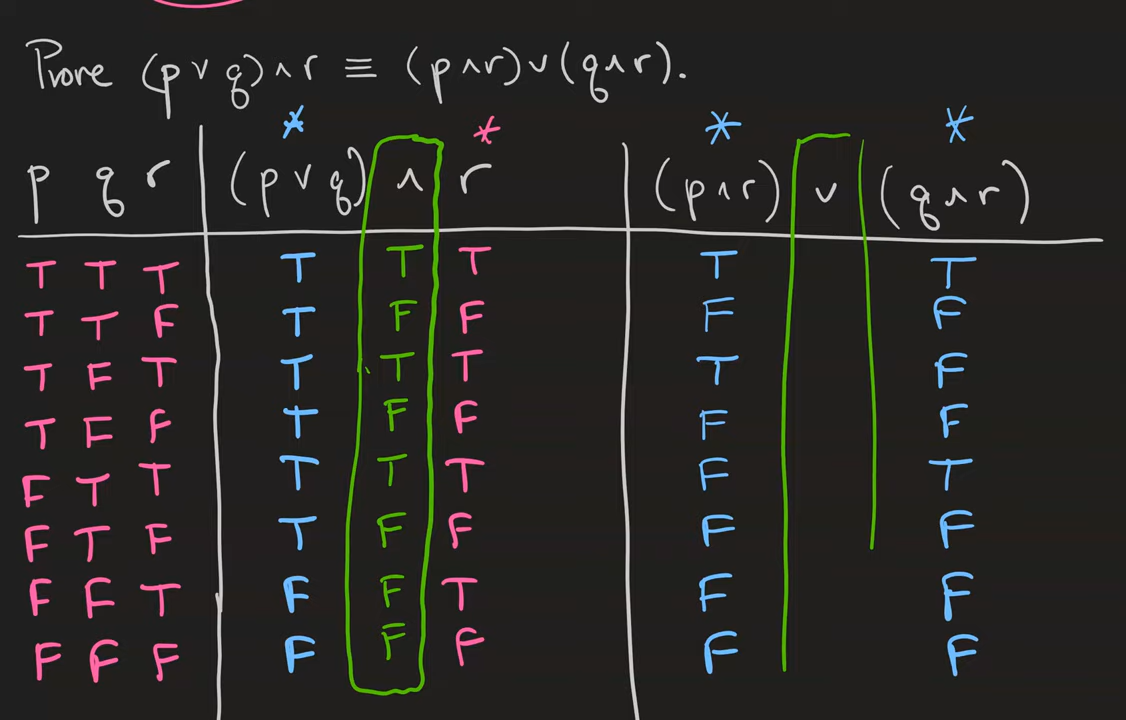 Prove (p ∨ q) ∧ r ≡ (p ∧ r) ∨ (q ∧ r).
* * * *
p q r (p ∨ q) ∧ r (p ∧ r) ∨ (q ∧ r)
T T T T T T T T
T T F T F F F F
T F T T T T T F
T F F T F F F F
F T T T T T F T
F T F T F F F F
F F T F F T F F
F F F F F F F F